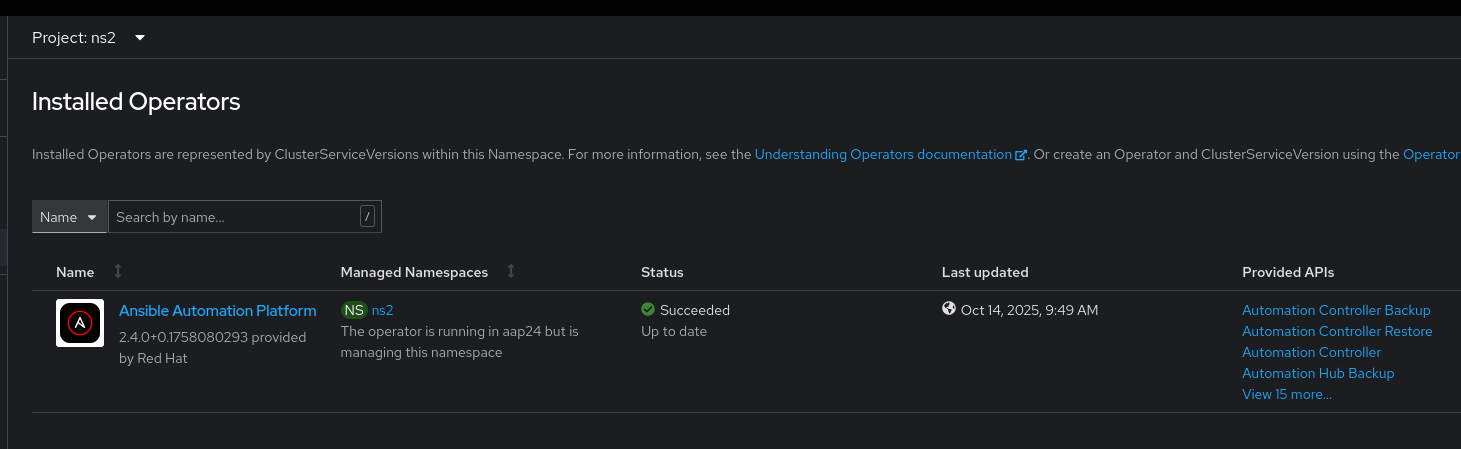 Project: ns2
Installed Operators
Installed Operators are represented by ClusterServiceVersions within this Namespace. For more information, see the Understanding Operators documentation. Or create an Operator and ClusterServiceVersion using the Operator
Name Search by name... /
Name Managed Namespaces Status Last updated Provided APIs
Ansible Automation Platform
2.4.0+0.1758080293 provided
by Red Hat
NS ns2
The operator is running in aap24 but is
managing this namespace
Succeeded
Up to date
Oct 14, 2025, 9:49 AM
Automation Controller Backup
Automation Controller Restore
Automation Controller
Automation Hub Backup
View 15 more...